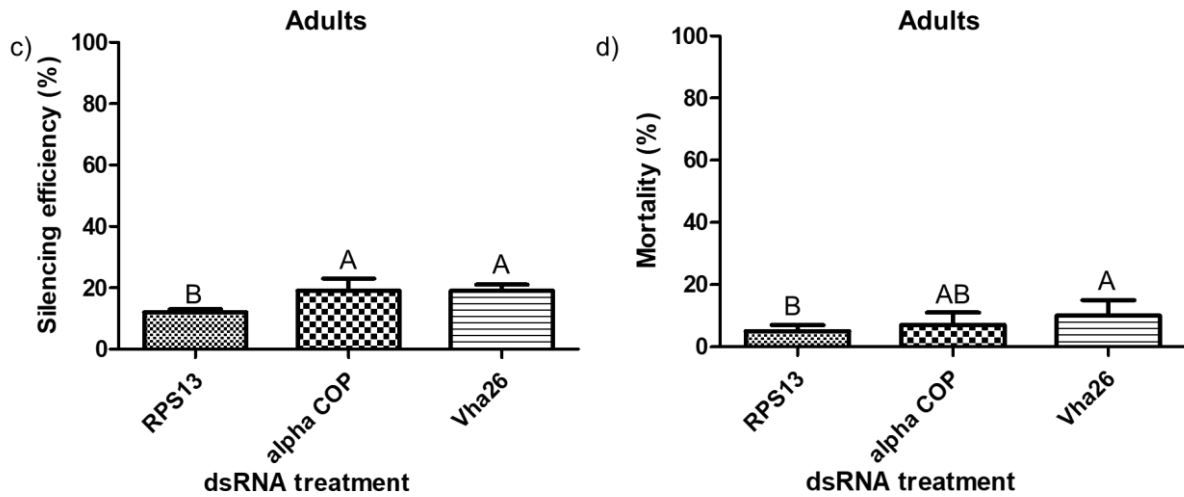 c)
Adults
Silencing efficiency (%)
100
80
60
40
20
0
B
A
A
RPS13
alpha COP
Vha26
dsRNA treatment
d)
Adults
Mortality (%)
100
80
60
40
20
0
B
AB
A
RPS13
alpha COP
Vha26
dsRNA treatment